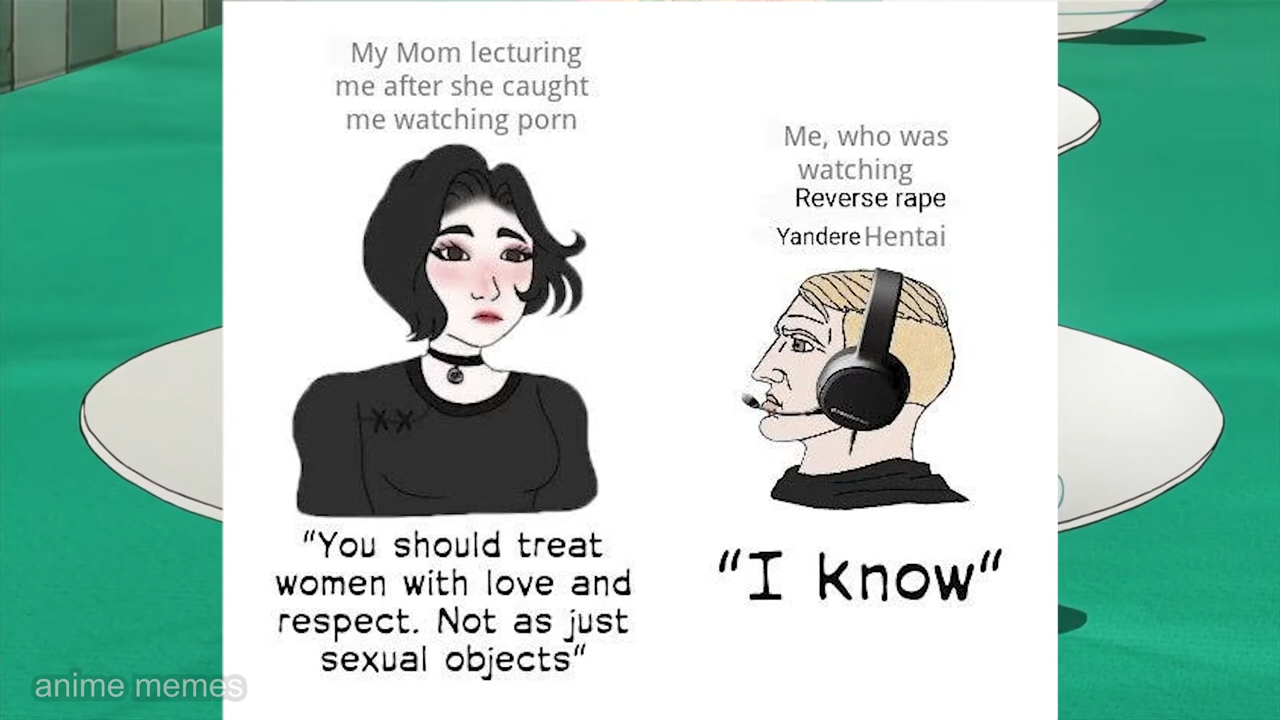 My Mom lecturing
me after she caught
me watching porn
Me, who was
watching
Reverse rape
Yandere Hentai
"You should treat
women with love and
respect. Not as just
sexual objects"
"I know"
anime memes